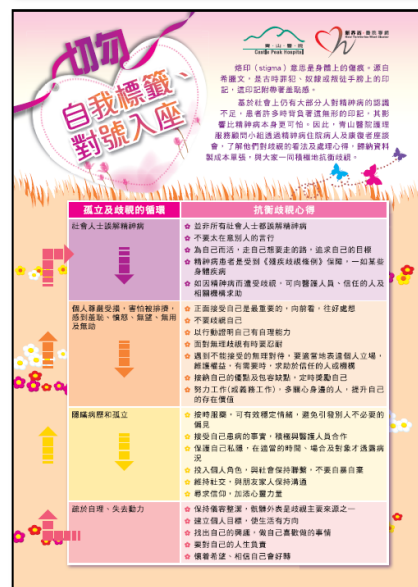 青山醫院
Castle Peak Hospital
新界西醫院聯網
New Territories West Cluster
切勿
自我標籤、
對號入座
烙印（stigma）意思是身體上的傷痕，源自
希臘文，是古時罪犯、奴隸或叛徒手腕上的印
記，這印記附帶著羞恥感。
基於社會上仍有大部分人對精神病的認識
不足，患者於多時背負著這無形的印記，其影
響比精神病本身更可怕。因此，青山醫院護理
服務顧問小組透過精神住院病人及康復者座談
會，了解他們對歧視的看法及處理心得，歸納資料
製成本單張，與大家一同積極地抗衡歧視。
孤立及歧視的循環
抗衡歧視心得
社會人士誤解精神病
並非所有社會人士都誤解精神病
不要太在意別人的言行
為自己而活，走自己想要走的路，追求自己的目標
精神病患者是受到《殘疾歧視條例》保障，一如某些
身體疾病
如因精神病而遭受歧視，可向醫護人員、信任的人及
相關機構求助
個人尊嚴受損，害怕被排擠，
感到羞恥、憤怒、無望、無用
及無助
正面接受自己是最重要的，向前看，往好處想
不要歧視自己
以行動證明自己有自理能力
面對無理歧視有時要忍耐
遇到不能接受的無理對待，要適當地表達個人立場，
維護權益，有需要時，求助於信任的人或機構
接納自己的優點及包容缺點，定時獎勵自己
努力工作(或義務工作)，多關心身邊的人，提升自己
的存在價值
隱瞞病歷和孤立
按時服藥，可有效穩定情緒，避免引發別人不必要的
偏見
接受自己患病的事實，積極與醫護人員合作
保護自己私隱，在適當的時間、場合及對象才透露病
況
投入個人角色，與社會保持聯繫，不要自暴自棄
維持社交，與朋友家人保持溝通
尋求信仰，加添心靈力量
疏於自理，失去動力
保持儀容整潔，骯髒外表是歧視主要來源之一
建立個人目標，使生活有方向
找出自己的興趣，做自己喜歡做的事情
要對自己的人生負責
懷着希望、相信自己會好轉